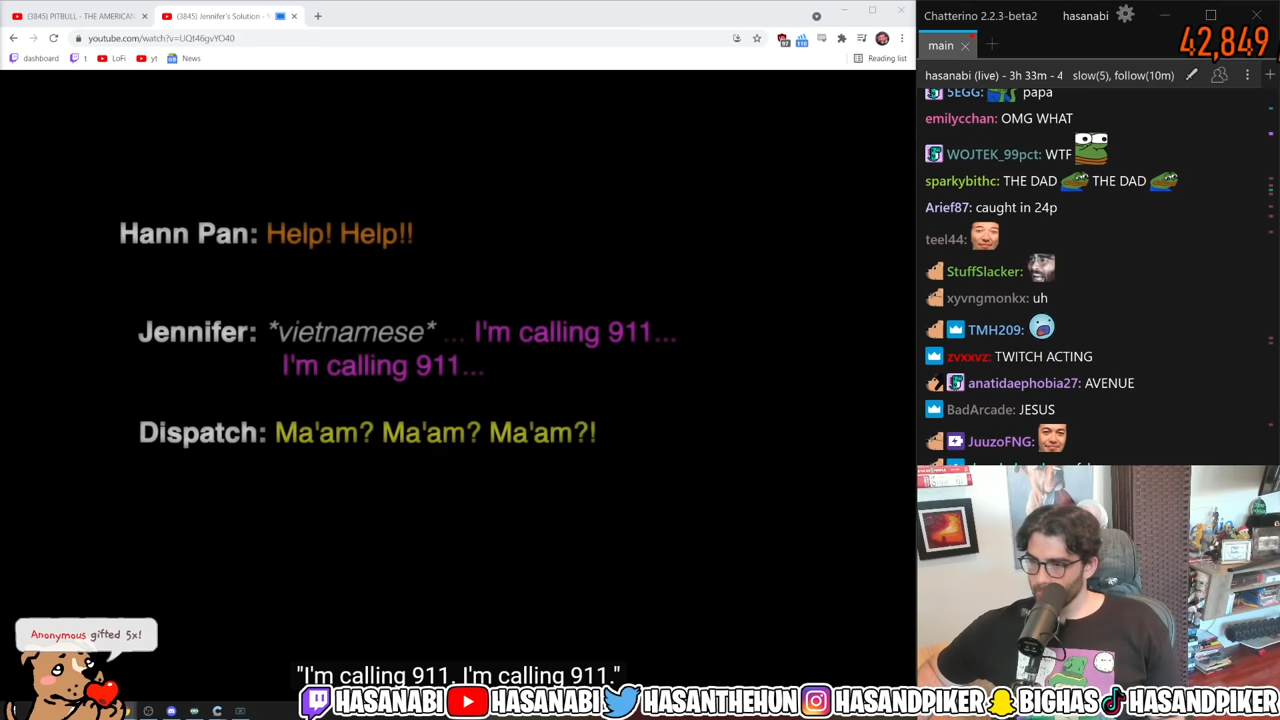 (3845) PITBULL - THE AMERICAN
(3845) Jennifer's Solution -
youtube.com/watch?v=UQt46gvYO40
dashboard
t
LoFi
yt
News
Reading list
Hann Pan: Help! Help!!
Jennifer: *vietnamese* ... I'm calling 911...
I'm calling 911...
Dispatch: Ma'am? Ma'am? Ma'am?!
Anonymous gifted 5x!
"I'm calling 911. I'm calling 911."
Chatterino 2.2.3-beta2
hasanabi
42,849
main
hasanabi (live) - 3h 33m - 4
slow(5), follow(10m)
5EGG: papa
emilycchan: OMG WHAT
WOJTEK_99pct: WTF
sparkybithc: THE DAD THE DAD
Arief87: caught in 24p
teel44:
StuffSlacker:
xyvngmonkx: uh
TMH209:
zvxxvz: TWITCH ACTING
anatidaephobia27: AVENUE
BadArcade: JESUS
JuuzoFNG:
HASANABI HASANABI HASANTHEHUN HASANDPIKER BIGHAS HASANDPIKER